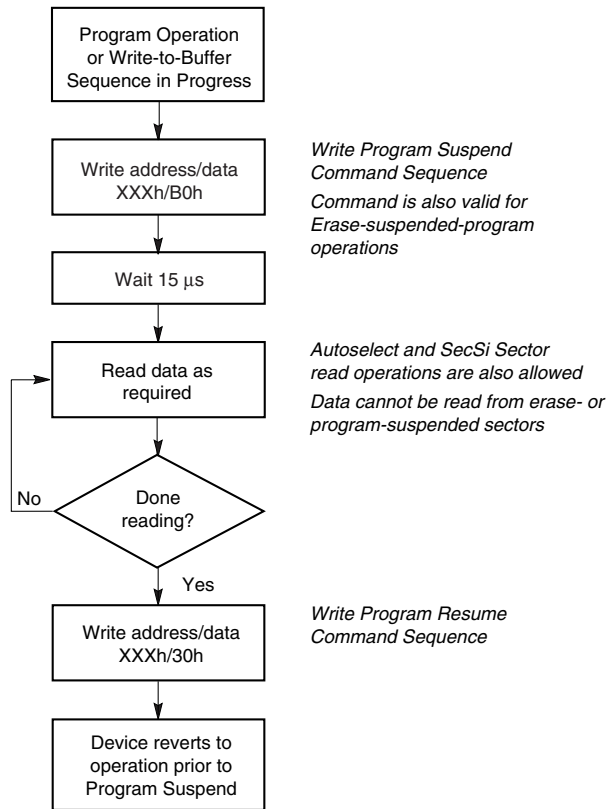 Program Operation
or Write-to-Buffer
Sequence in Progress
Write address/data
XXXh/B0h
Write Program Suspend
Command Sequence
Command is also valid for
Erase-suspended-program
operations
Wait 15 μs
Read data as
required
Autoselect and SecSi Sector
read operations are also allowed
Data cannot be read from erase- or
program-suspended sectors
No
Done
reading?
Yes
Write address/data
XXXh/30h
Write Program Resume
Command Sequence
Device reverts to
operation prior to
Program Suspend